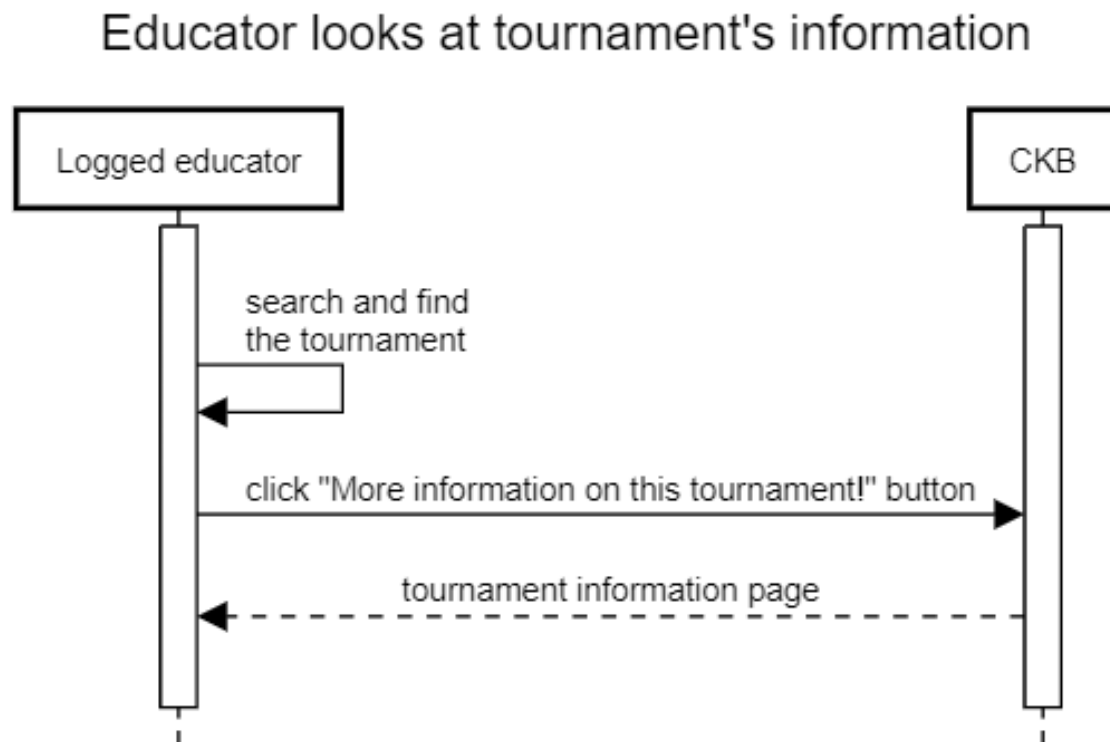 Educator looks at tournament's information
Logged educator
CKB
search and find
the tournament
click "More information on this tournament!" button
tournament information page